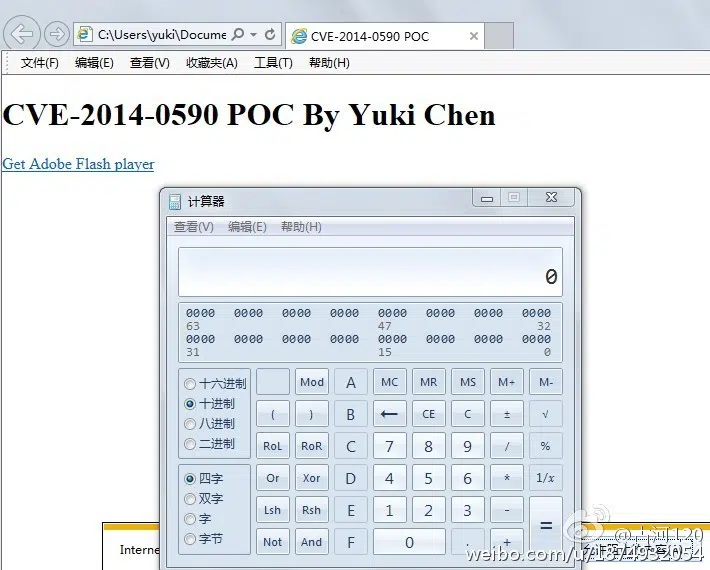 C:\Users\yuki\Docume
CVE-2014-0590 POC
文件(F) 编辑(E) 查看(V) 收藏夹(A) 工具(T) 帮助(H)
CVE-2014-0590 POC By Yuki Chen
Get Adobe Flash player
计算器
查看(V) 编辑(E) 帮助(H)
0
0000 0000 0000 0000 0000 0000 0000 0000
63 47 32
0000 0000 0000 0000 0000 0000 0000 0000
31 15 0
十六进制 Mod A MC MR MS M+ M-
十进制
八进制 ( ) B ← CE C ± √
二进制 RoL RoR C 7 8 9 / %
四字 Or Xor D 4 5 6 * 1/x
双字
字 Lsh Rsh E 1 2 3 - =
字节 Not And F 0 . +
Interne
weibo.com/u/1874932054